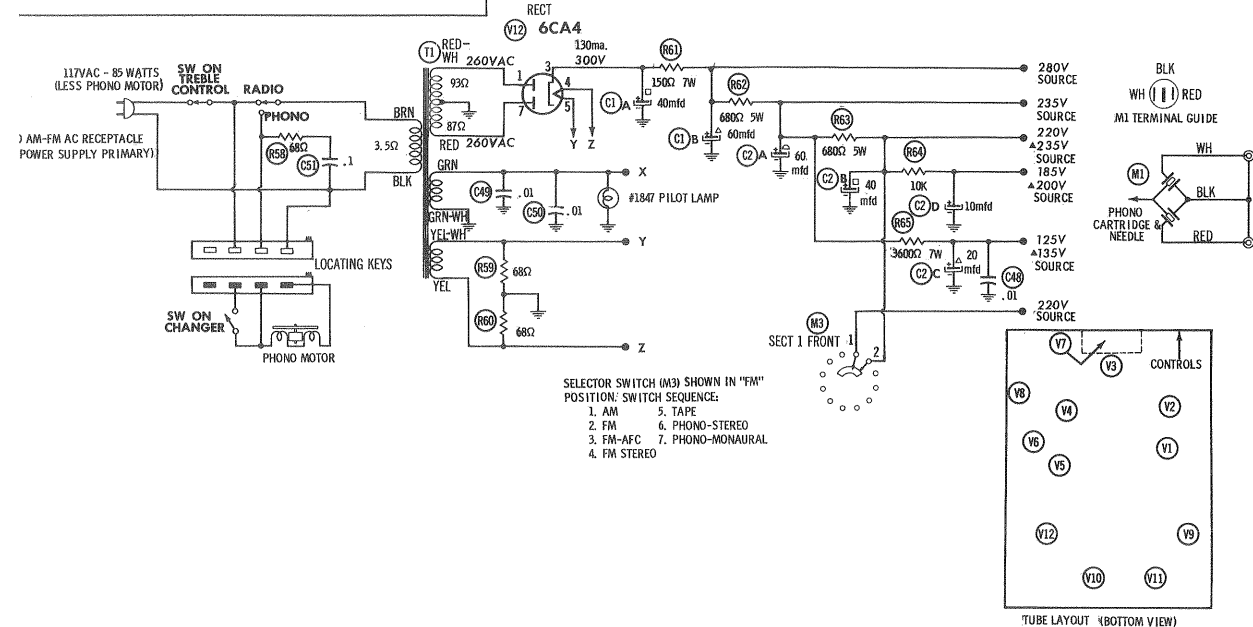 RECT
V12 6CA4
T1 RED-
WH 260VAC
130ma.
300V
R61
150Ω 7W
280V
SOURCE
117VAC - 85 WATTS
(LESS PHONO MOTOR)
SW ON
TREBLE
CONTROL
RADIO
PHONO
R58
68Ω
C51 .1
) AM-FM AC RECEPTACLE
POWER SUPPLY PRIMARY)
BRN
3.5Ω
BLK
93Ω
87Ω
RED 260VAC
1 3 4 5 7
Y Z
C1 A 40mfd
R62
680Ω 5W
235V
SOURCE
C1 B 60mfd
R63
680Ω 5W
220V
▲235V
SOURCE
C2 A 60
mfd
R64
10K
185V
▲200V
SOURCE
C2 B 40
mfd
C2 D 10mfd
R65
3600Ω 7W
125V
▲135V
SOURCE
C2 C 20
mfd
C48
.01
220V
SOURCE
GRN
X
C49 .01
C50 .01
#1847 PILOT LAMP
GRN-WH
YEL-WH
Y
R59
68Ω
YEL
R60
68Ω
Z
LOCATING KEYS
SW ON
CHANGER
PHONO MOTOR
M3
SECT 1 FRONT 1
2
SELECTOR SWITCH (M3) SHOWN IN "FM"
POSITION. SWITCH SEQUENCE:
1. AM 5. TAPE
2. FM 6. PHONO-STEREO
3. FM-AFC 7. PHONO-MONAURAL
4. FM STEREO
BLK
WH RED
M1 TERMINAL GUIDE
WH
M1
BLK
PHONO
CARTRIDGE &
NEEDLE
RED
V7
V3
CONTROLS
V8
V4
V2
V6
V1
V5
V12
V9
V10
V11
TUBE LAYOUT (BOTTOM VIEW)